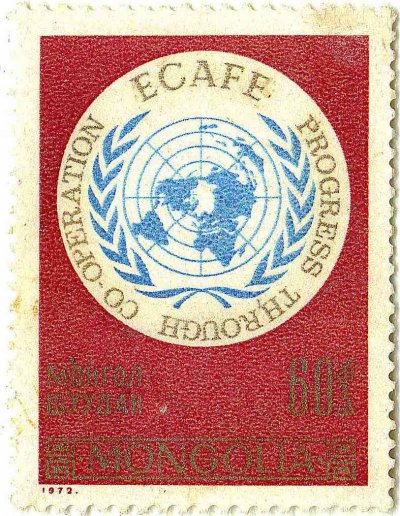 ECAFE
PROGRESS THROUGH CO-OPERATION
МОНГОЛ
ШУУДАН
60
MONGOLIA
1972.